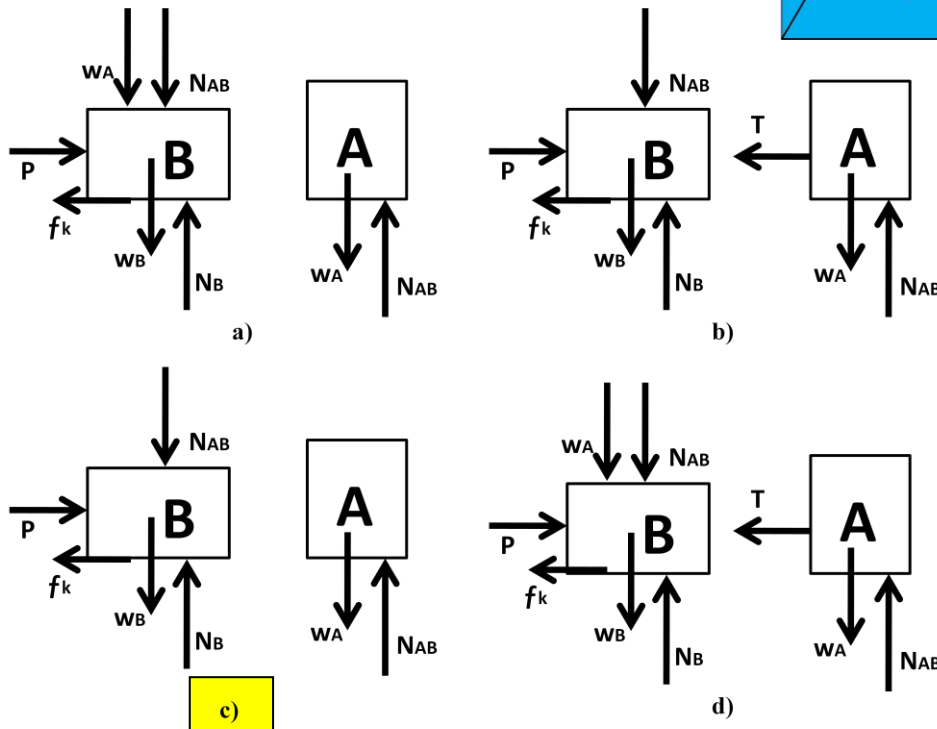 wA NAB
P B A
fk wB wA
NB NAB
a)
NAB
T
P B A
fk wB wA
NB NAB
b)
NAB
P B A
fk wB wA
NB NAB
c)
wA NAB
T
P B A
fk wB wA
NB NAB
d)